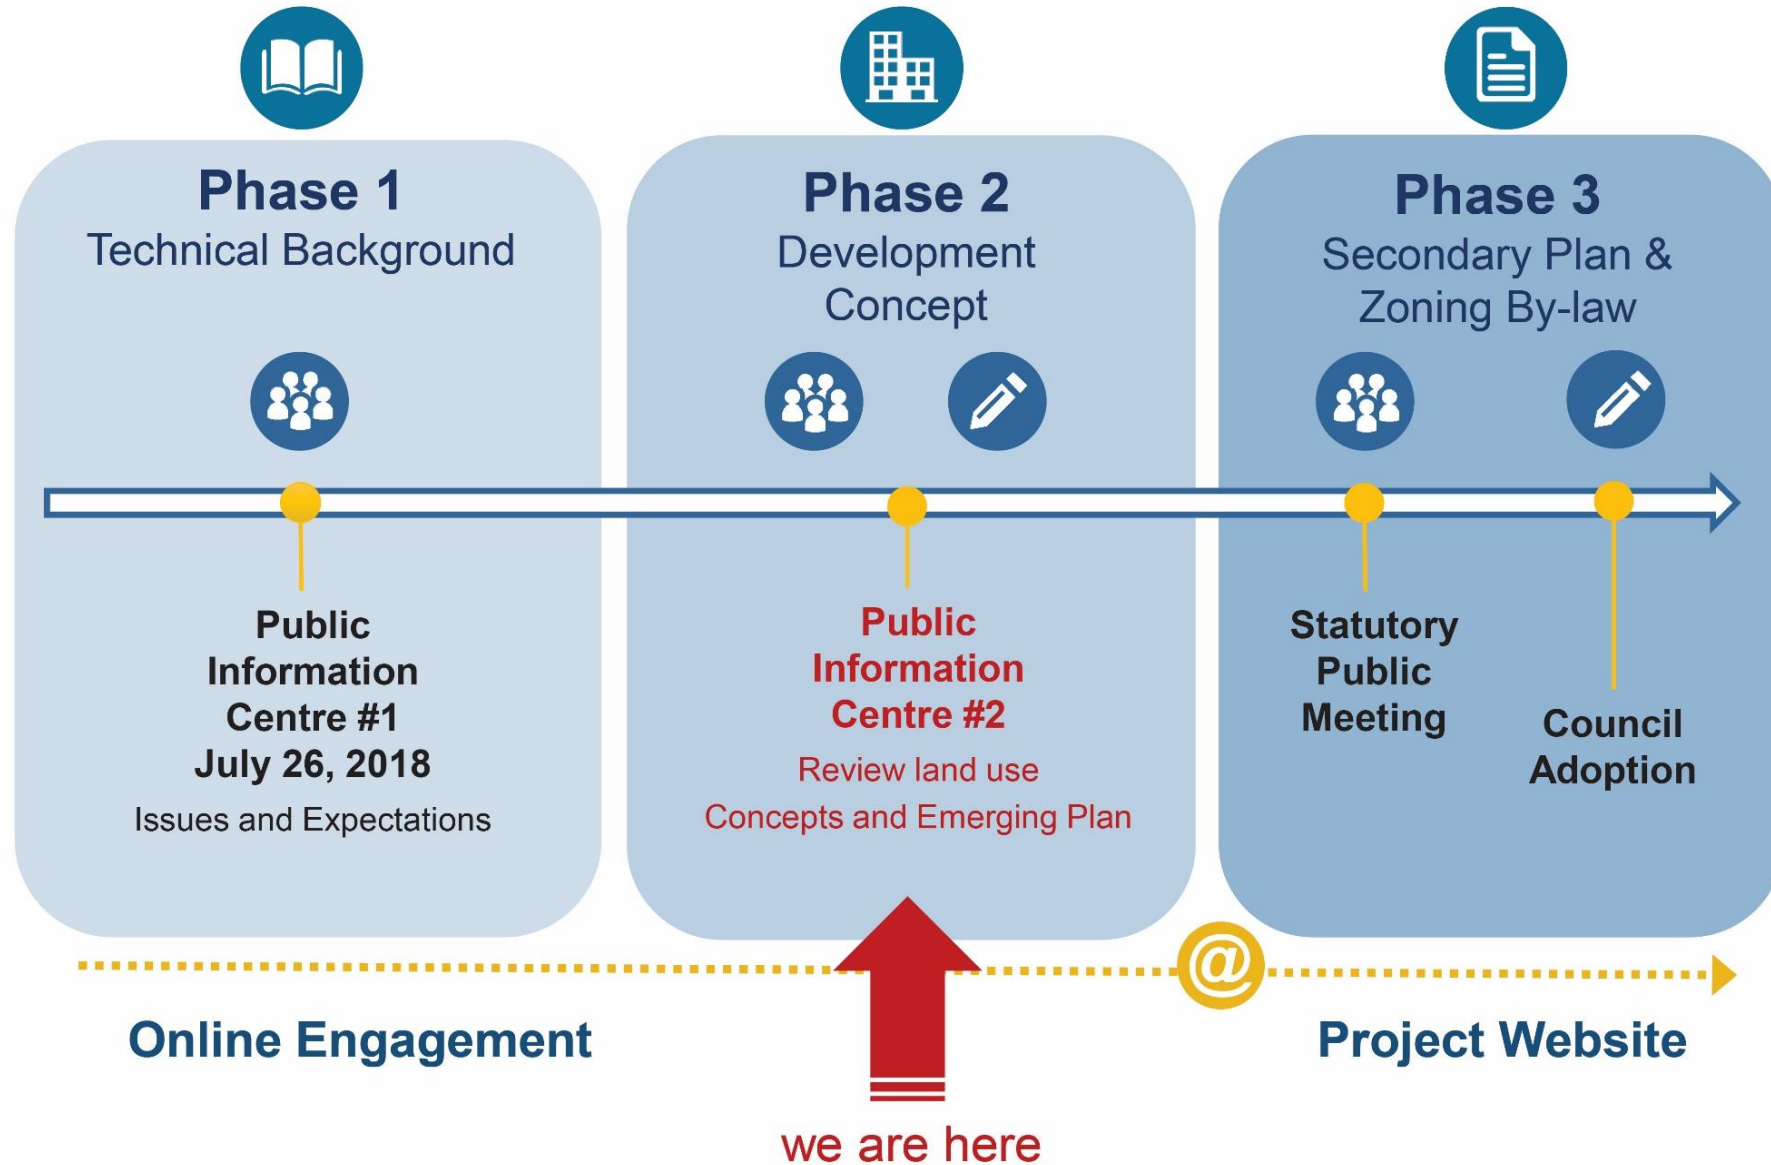 Phase 1
Technical Background
Public
Information
Centre #1
July 26, 2018
Issues and Expectations
Phase 2
Development
Concept
Public
Information
Centre #2
Review land use
Concepts and Emerging Plan
Phase 3
Secondary Plan &
Zoning By-law
Statutory
Public
Meeting
Council
Adoption
@
Online Engagement
Project Website
we are here